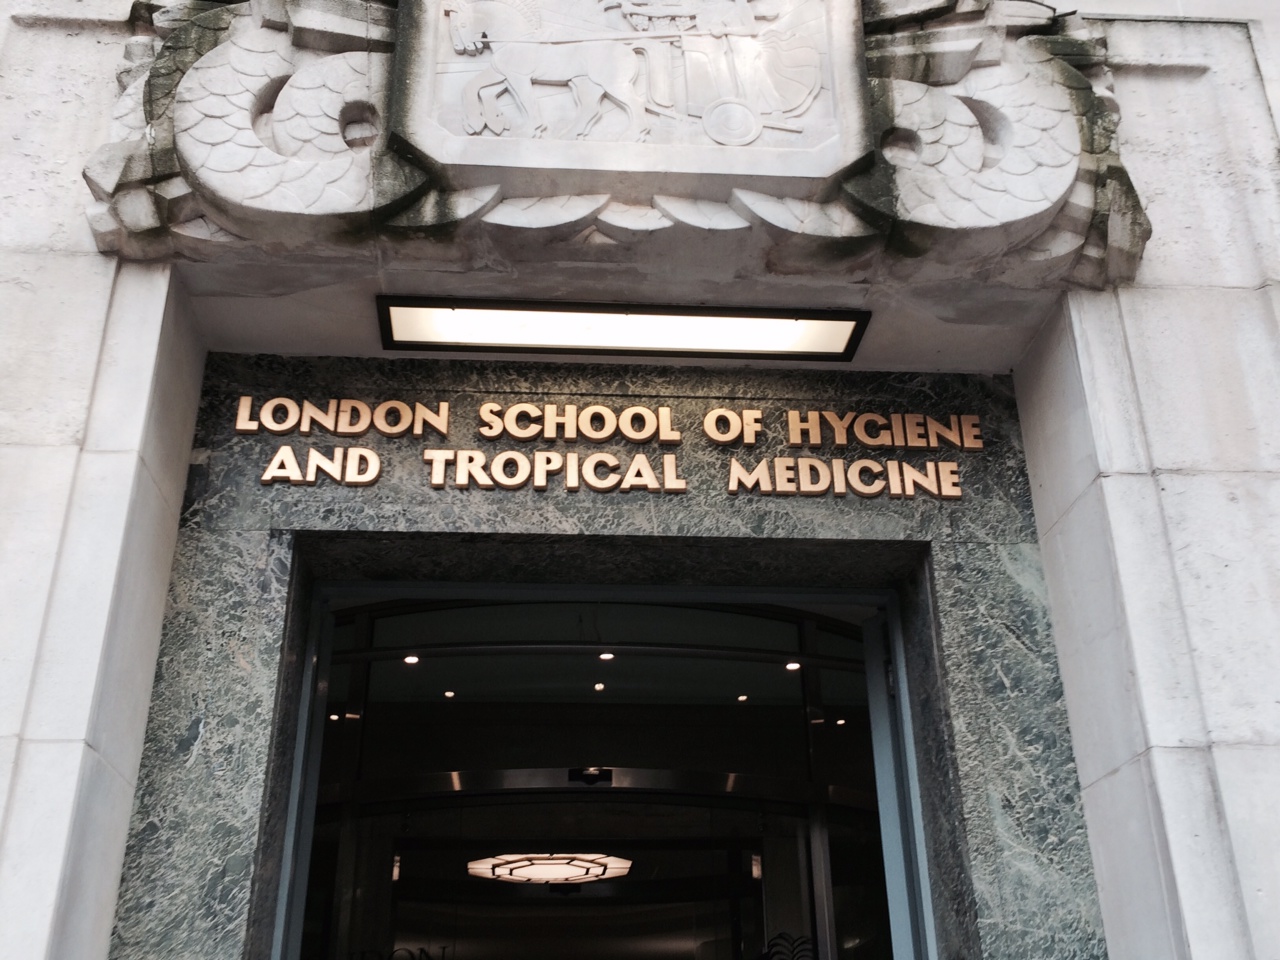 LONDON SCHOOL OF HYGIENE
AND TROPICAL MEDICINE